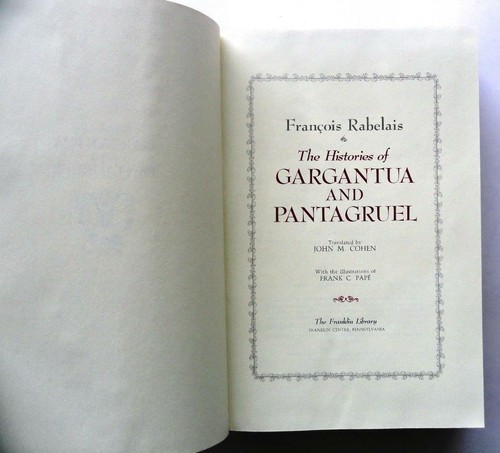 François Rabelais
The Histories of
GARGANTUA
AND
PANTAGRUEL
Translated by
JOHN M. COHEN
With the illustrations of
FRANK C. PAPÉ
The Franklin Library
FRANKLIN CENTER, PENNSYLVANIA